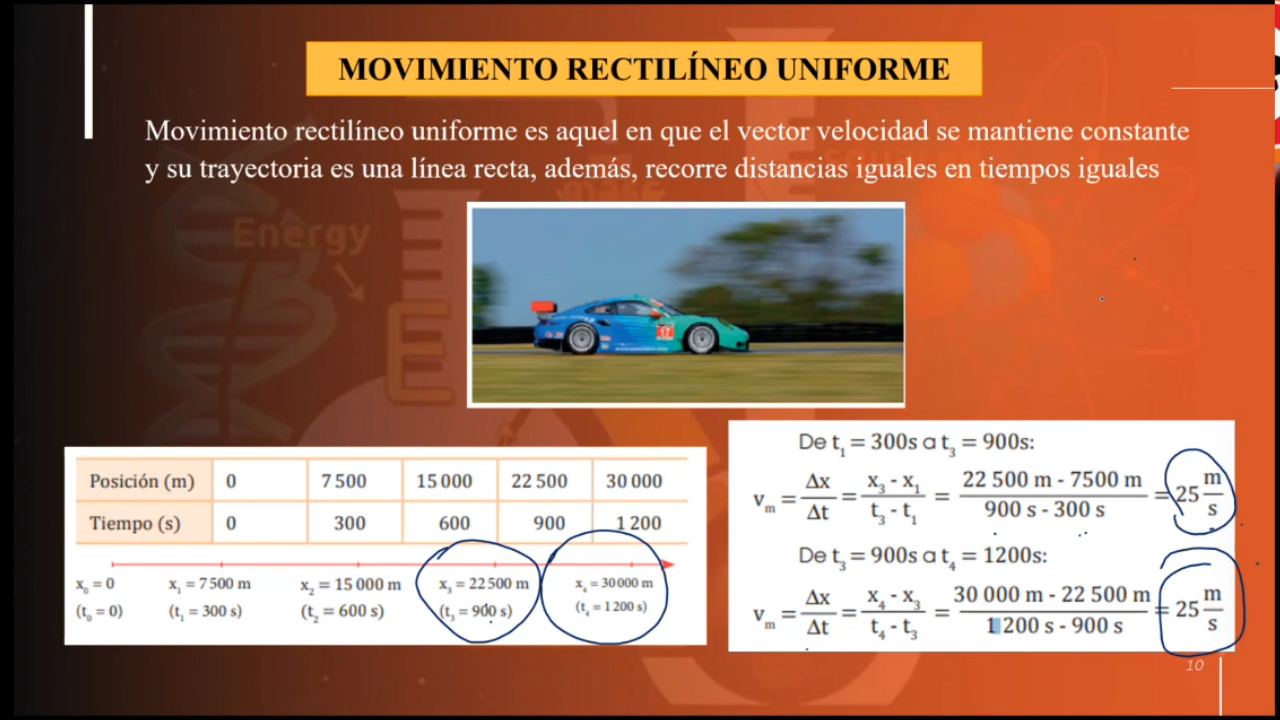 MOVIMIENTO RECTILÍNEO UNIFORME
Movimiento rectilíneo uniforme es aquel en que el vector velocidad se mantiene constante
y su trayectoria es una línea recta, además, recorre distancias iguales en tiempos iguales
Energy
mase
E
17
Posición (m) 0 7 500 15 000 22 500 30 000
Tiempo (s) 0 300 600 900 1 200
x₀ = 0 x₁ = 7 500 m x₂ = 15 000 m x₃ = 22 500 m x₄ = 30 000 m
(t₀ = 0) (t₁ = 300 s) (t₂ = 600 s) (t₃ = 900 s) (t₄ = 1 200 s)
De t₁ = 300s a t₃ = 900s:
vₘ = Δx/Δt = x₃ - x₁/t₃ - t₁ = 22 500 m - 7500 m/900 s - 300 s = 25 m/s
De t₃ = 900s a t₄ = 1200s:
vₘ = Δx/Δt = x₄ - x₃/t₄ - t₃ = 30 000 m - 22 500 m/1 200 s - 900 s = 25 m/s
10